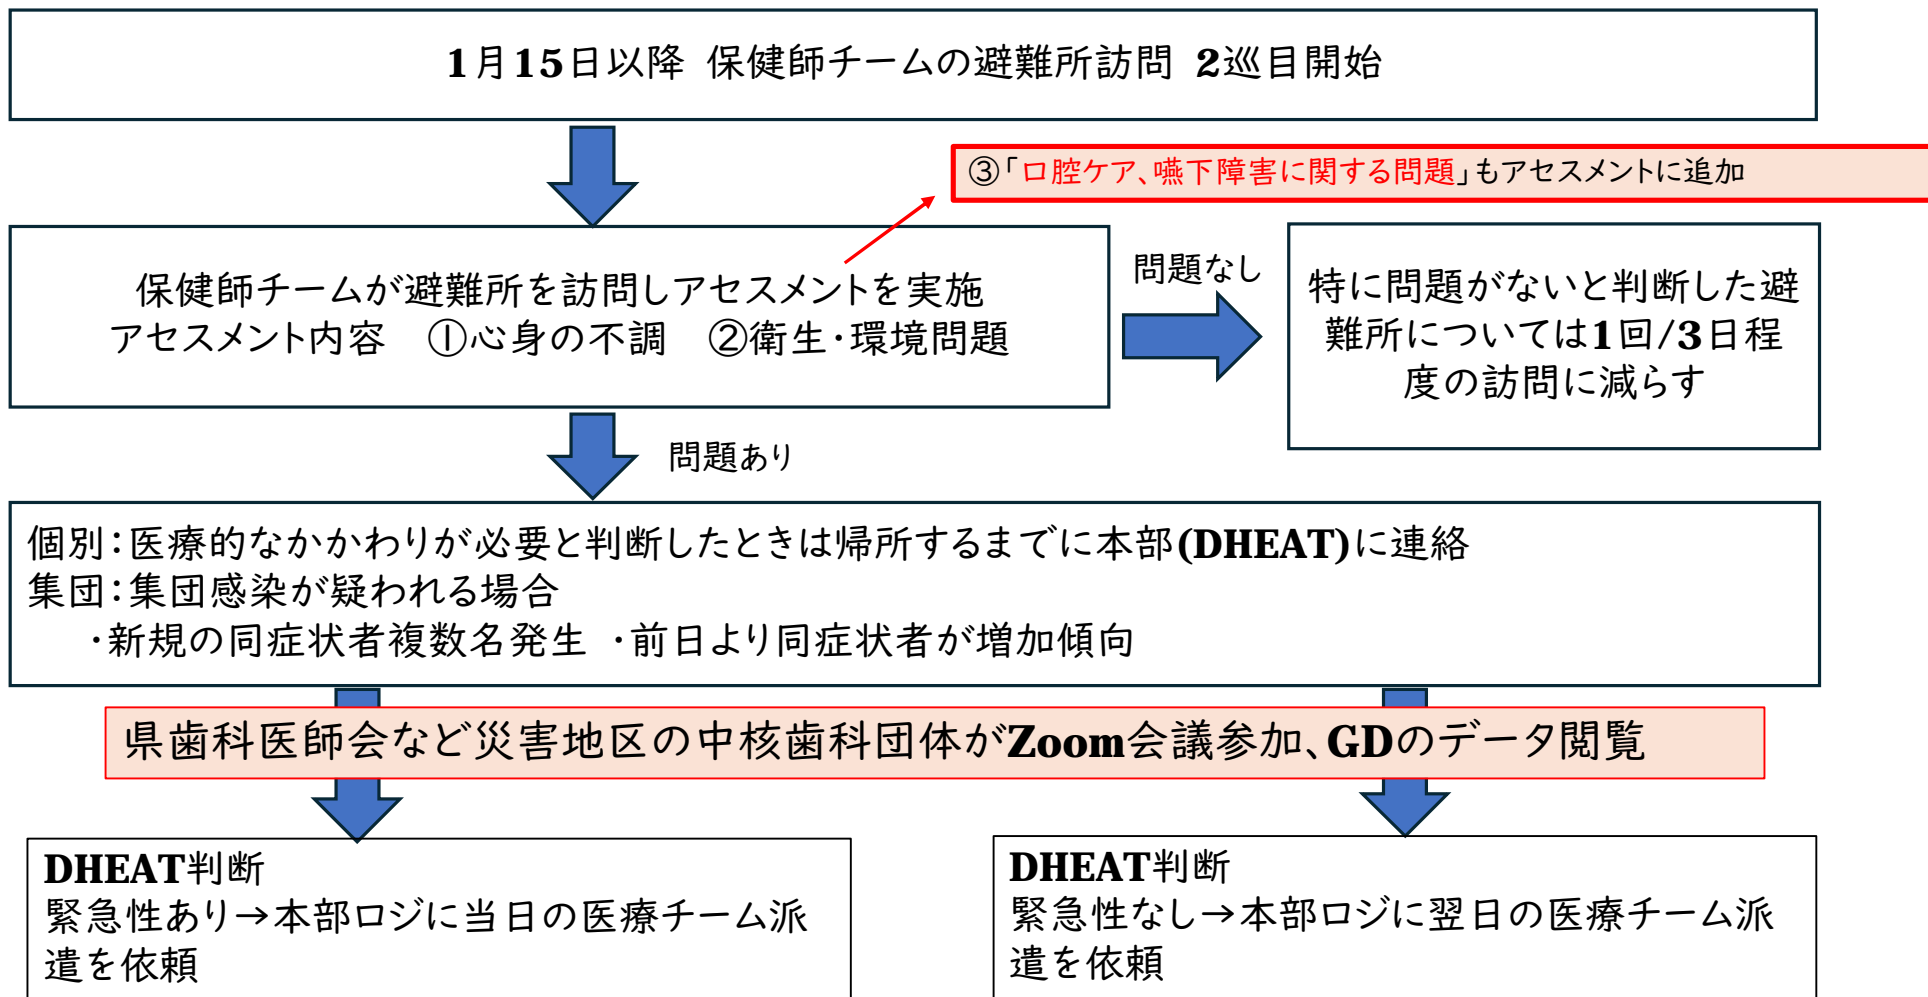 1月15日以降 保健師チームの避難所訪問 2巡目開始
③「口腔ケア、嚥下障害に関する問題」もアセスメントに追加
保健師チームが避難所を訪問しアセスメントを実施
アセスメント内容 ①心身の不調 ②衛生・環境問題
問題なし
特に問題がないと判断した避
難所については1回/3日程
度の訪問に減らす
問題あり
個別：医療的なかかわりが必要と判断したときは帰所するまでに本部(DHEAT)に連絡
集団：集団感染が疑われる場合
・新規の同症状者複数名発生 ・前日より同症状者が増加傾向
県歯科医師会など災害地区の中核歯科団体がZoom会議参加、GDのデータ閲覧
DHEAT判断
緊急性あり→本部ロジに当日の医療チーム派
遣を依頼
DHEAT判断
緊急性なし→本部ロジに翌日の医療チーム派
遣を依頼